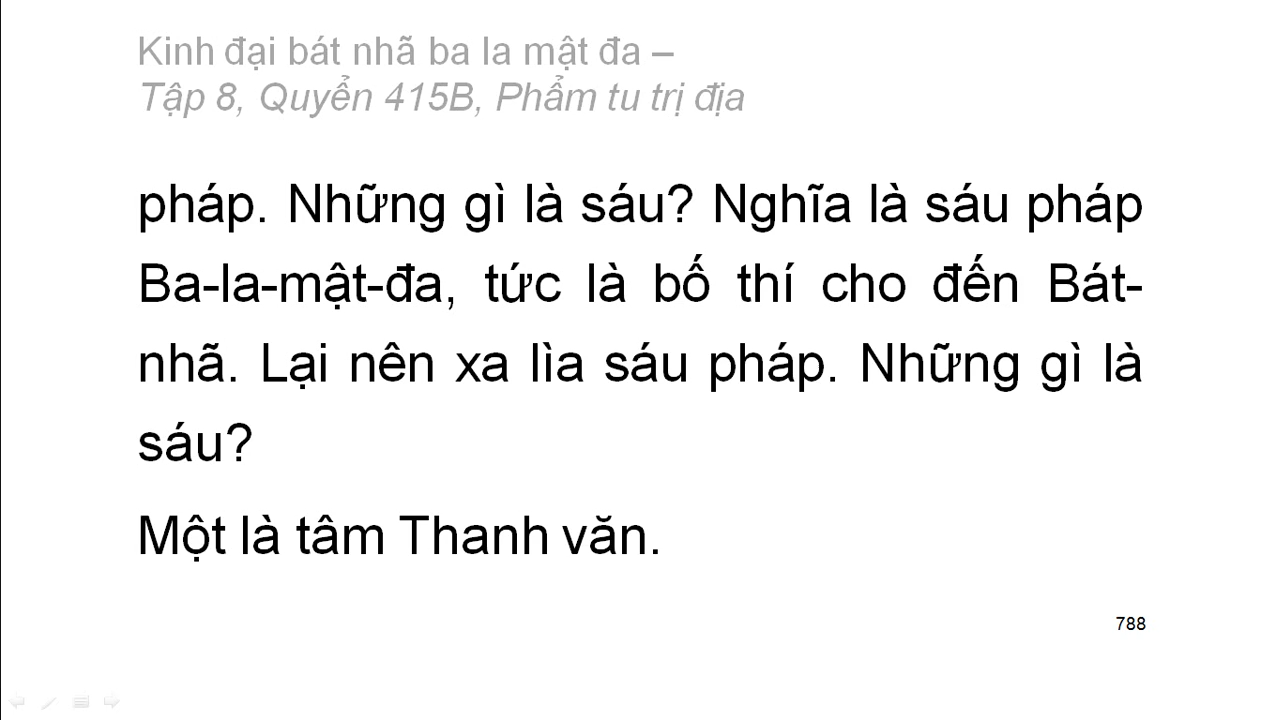 Kinh đại bát nhã ba la mật đa –
Tập 8, Quyển 415B, Phẩm tu trị địa
pháp. Những gì là sáu? Nghĩa là sáu pháp
Ba-la-mật-đa, tức là bố thí cho đến Bát-
nhã. Lại nên xa lìa sáu pháp. Những gì là
sáu?
Một là tâm Thanh văn.
788